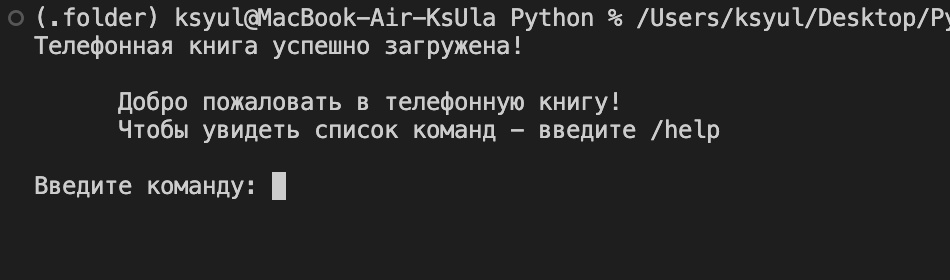 (.folder) ksyul@MacBook-Air-KsUla Python % /Users/ksyul/Desktop/Py
Телефонная книга успешно загружена!
Добро пожаловать в телефонную книгу!
Чтобы увидеть список команд - введите /help
Введите команду: